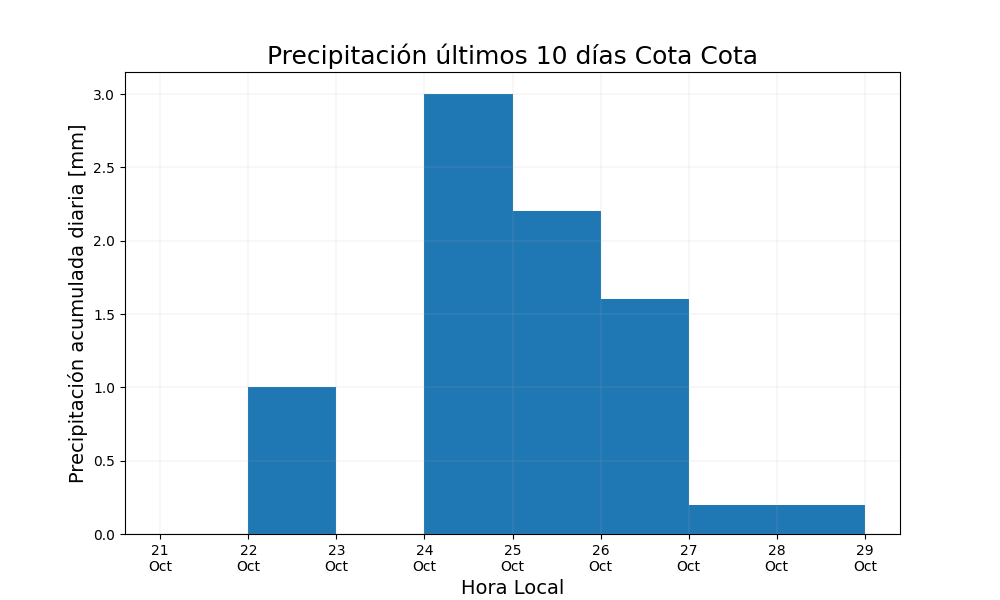 Precipitación últimos 10 días Cota Cota
Precipitación acumulada diaria [mm]
3.0
2.5
2.0
1.5
1.0
0.5
0.0
21 22 23 24 25 26 27 28 29
Oct Oct Oct Oct Oct Oct Oct Oct Oct
Hora Local